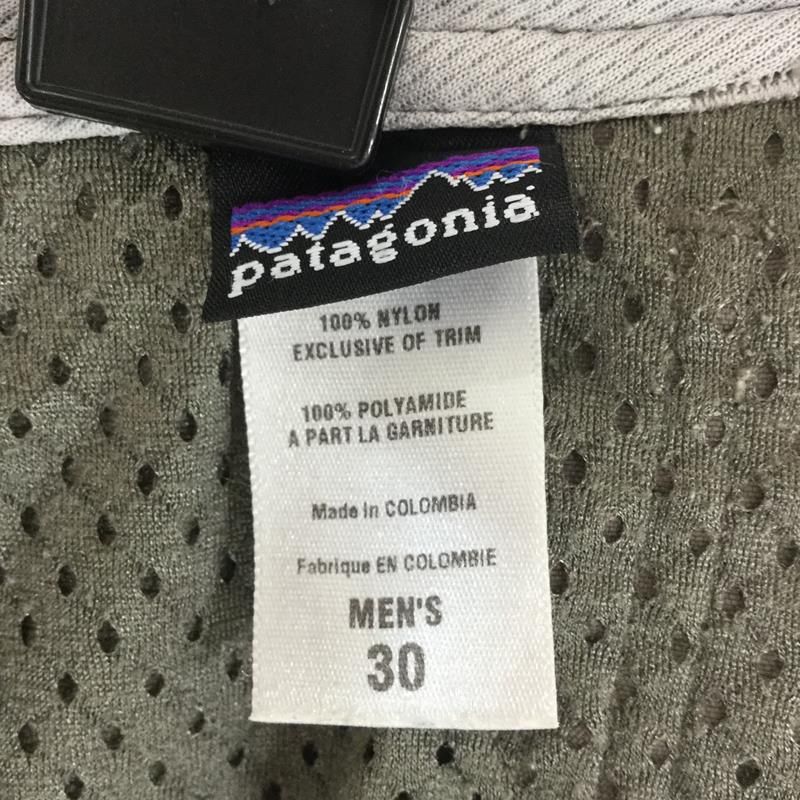 patagonia
100% NYLON
EXCLUSIVE OF TRIM
100% POLYAMIDE
A PART LA GARNITURE
Made in COLOMBIA
Fabrique EN COLOMBIE
MEN'S
30